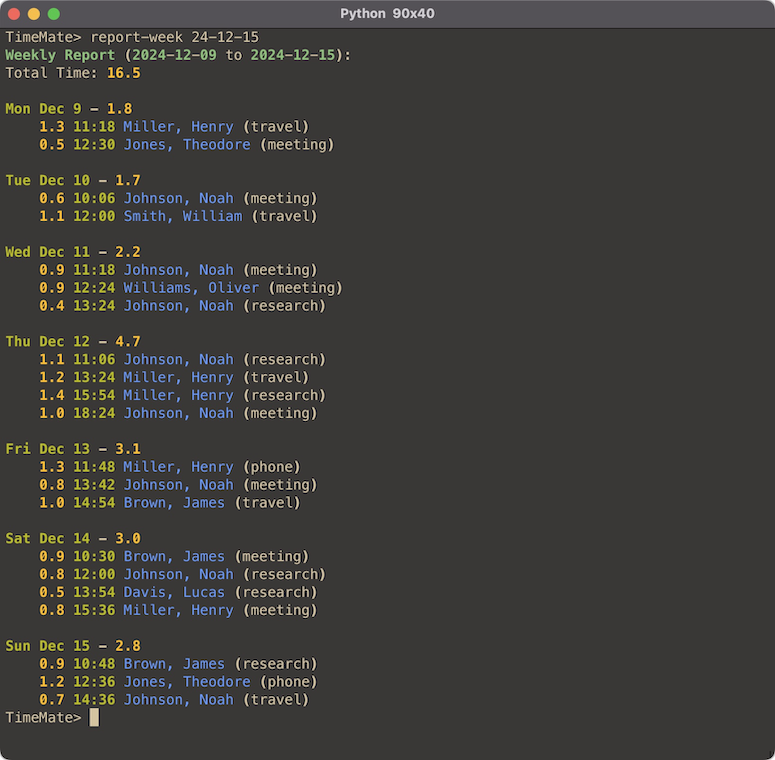 Python 90x40
TimeMate> report-week 24-12-15
Weekly Report (2024-12-09 to 2024-12-15):
Total Time: 16.5
Mon Dec 9 – 1.8
1.3 11:18 Miller, Henry (travel)
0.5 12:30 Jones, Theodore (meeting)
Tue Dec 10 – 1.7
0.6 10:06 Johnson, Noah (meeting)
1.1 12:00 Smith, William (travel)
Wed Dec 11 – 2.2
0.9 11:18 Johnson, Noah (meeting)
0.9 12:24 Williams, Oliver (meeting)
0.4 13:24 Johnson, Noah (research)
Thu Dec 12 – 4.7
1.1 11:06 Johnson, Noah (research)
1.2 13:24 Miller, Henry (travel)
1.4 15:54 Miller, Henry (research)
1.0 18:24 Johnson, Noah (meeting)
Fri Dec 13 – 3.1
1.3 11:48 Miller, Henry (phone)
0.8 13:42 Johnson, Noah (meeting)
1.0 14:54 Brown, James (travel)
Sat Dec 14 – 3.0
0.9 10:30 Brown, James (meeting)
0.8 12:00 Johnson, Noah (research)
0.5 13:54 Davis, Lucas (research)
0.8 15:36 Miller, Henry (meeting)
Sun Dec 15 – 2.8
0.9 10:48 Brown, James (research)
1.2 12:36 Jones, Theodore (phone)
0.7 14:36 Johnson, Noah (travel)
TimeMate>